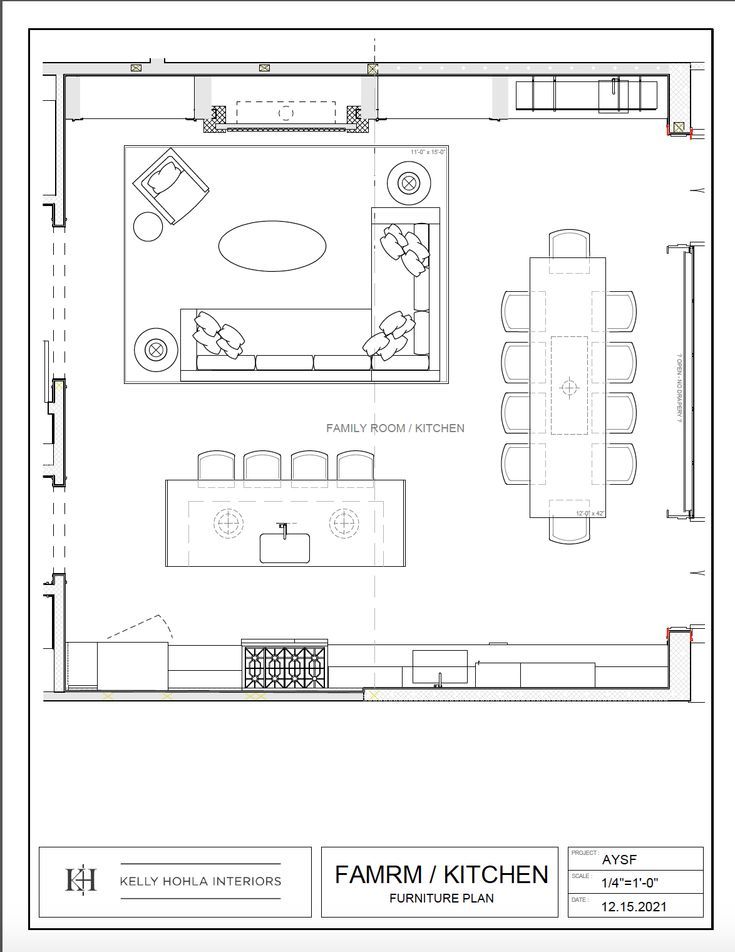 11'-0" x 15'-0"
? OPEN - NO DRAPERY ?
FAMILY ROOM / KITCHEN
12'-0" x 42"
KH
KELLY HOHLA INTERIORS
FAMRM / KITCHEN
FURNITURE PLAN
PROJECT :
AYSF
SCALE :
1/4"=1'-0"
DATE :
12.15.2021